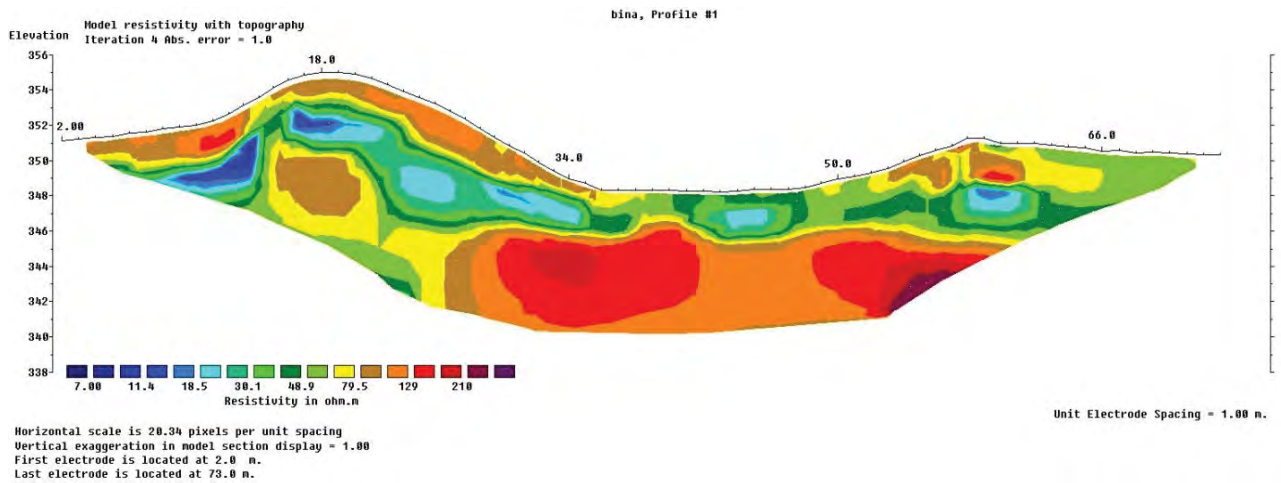 bina, Profile #1
Model resistivity with topography
Elevation
Iteration 4 Abs. error = 1.0
356
18.0
354
352
2.00
350
34.0
50.0
66.0
348
346
344
342
340
338
7.00 11.4 18.5 30.1 48.9 79.5 129 210
Resistivity in ohm.m
Unit Electrode Spacing = 1.00 m.
Horizontal scale is 20.34 pixels per unit spacing
Vertical exaggeration in model section display = 1.00
First electrode is located at 2.0 m.
Last electrode is located at 73.0 m.